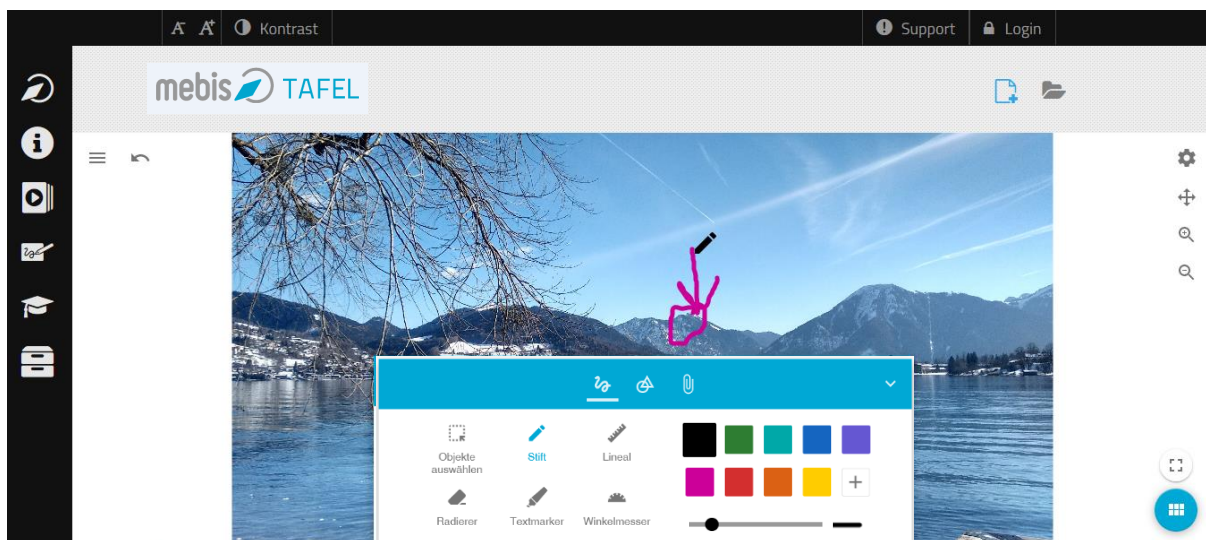 A- A+ Kontrast Support Login
mebis TAFEL
Objekte auswählen Stift Lineal
Radierer Textmarker Winkelmesser